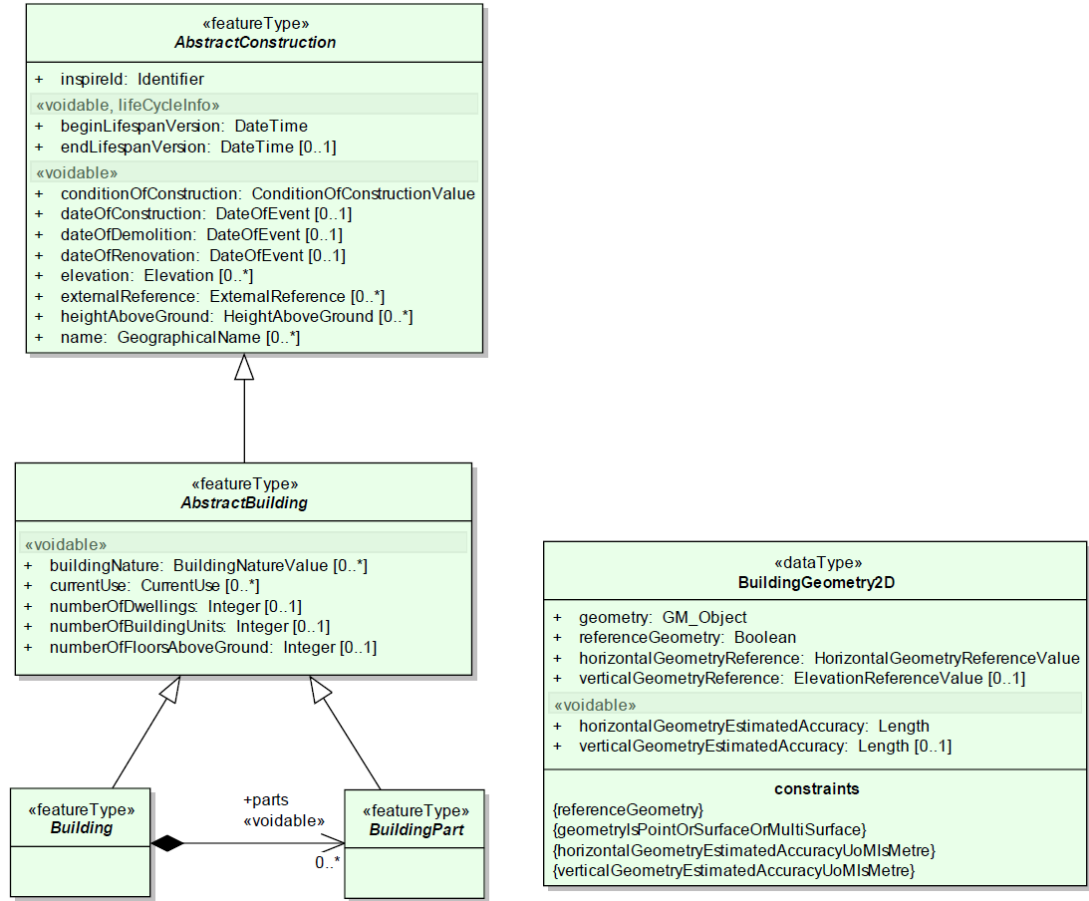 «featureType»
AbstractConstruction
+ inspireId: Identifier
«voidable, lifeCycleInfo»
+ beginLifespanVersion: DateTime
+ endLifespanVersion: DateTime [0..1]
«voidable»
+ conditionOfConstruction: ConditionOfConstructionValue
+ dateOfConstruction: DateOfEvent [0..1]
+ dateOfDemolition: DateOfEvent [0..1]
+ dateOfRenovation: DateOfEvent [0..1]
+ elevation: Elevation [0..*]
+ externalReference: ExternalReference [0..*]
+ heightAboveGround: HeightAboveGround [0..*]
+ name: GeographicalName [0..*]
«featureType»
AbstractBuilding
«voidable»
+ buildingNature: BuildingNatureValue [0..*]
+ currentUse: CurrentUse [0..*]
+ numberOfDwellings: Integer [0..1]
+ numberOfBuildingUnits: Integer [0..1]
+ numberOfFloorsAboveGround: Integer [0..1]
«featureType»
Building
+parts
«voidable»
0..*
«featureType»
BuildingPart
«dataType»
BuildingGeometry2D
+ geometry: GM_Object
+ referenceGeometry: Boolean
+ horizontalGeometryReference: HorizontalGeometryReferenceValue
+ verticalGeometryReference: ElevationReferenceValue [0..1]
«voidable»
+ horizontalGeometryEstimatedAccuracy: Length
+ verticalGeometryEstimatedAccuracy: Length [0..1]
constraints
{referenceGeometry}
{geometryIsPointOrSurfaceOrMultiSurface}
{horizontalGeometryEstimatedAccuracyUoMIsMetre}
{verticalGeometryEstimatedAccuracyUoMIsMetre}